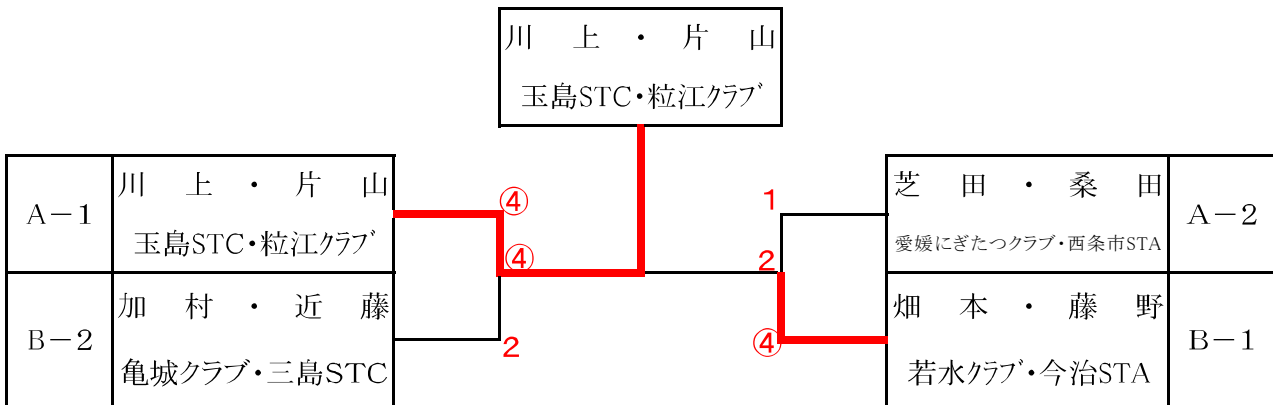 川 上 ・ 片 山
玉島STC・粒江ｸﾗﾌﾞ
A－1
川 上 ・ 片 山
玉島STC・粒江ｸﾗﾌﾞ
B－2
加 村 ・ 近 藤
亀城クラブ・三島STC
④
④
2
1
2
④
芝 田 ・ 桑 田
愛媛にぎたつクラブ・西条市STA
A－2
畑 本 ・ 藤 野
若水ｸﾗﾌﾞ・今治STA
B－1